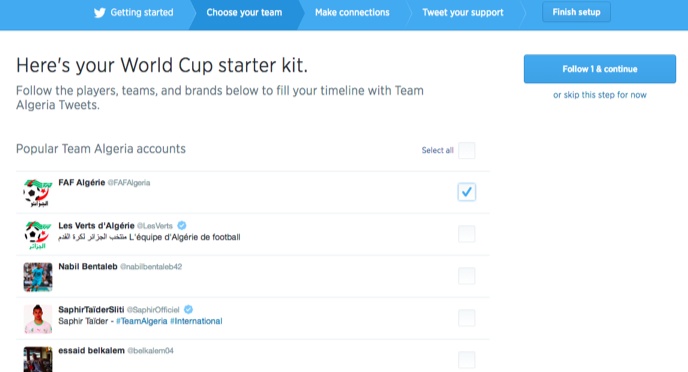 Getting started
Choose your team
Make connections
Tweet your support
Finish setup
Here's your World Cup starter kit.
Follow the players, teams, and brands below to fill your timeline with Team
Algeria Tweets.
Follow 1 & continue
or skip this step for now
Popular Team Algeria accounts
Select all
FAF Algérie @FAFAlgeria
Les Verts d'Algérie @LesVerts
منتخب الجزائر لكرة القدم L'équipe d'Algérie de football
Nabil Bentaleb @nabilbentaleb42
SaphirTaïderSliti @SaphirOfficiel
Saphir Taïder - #TeamAlgeria #International
essaid belkalem @belkalem04